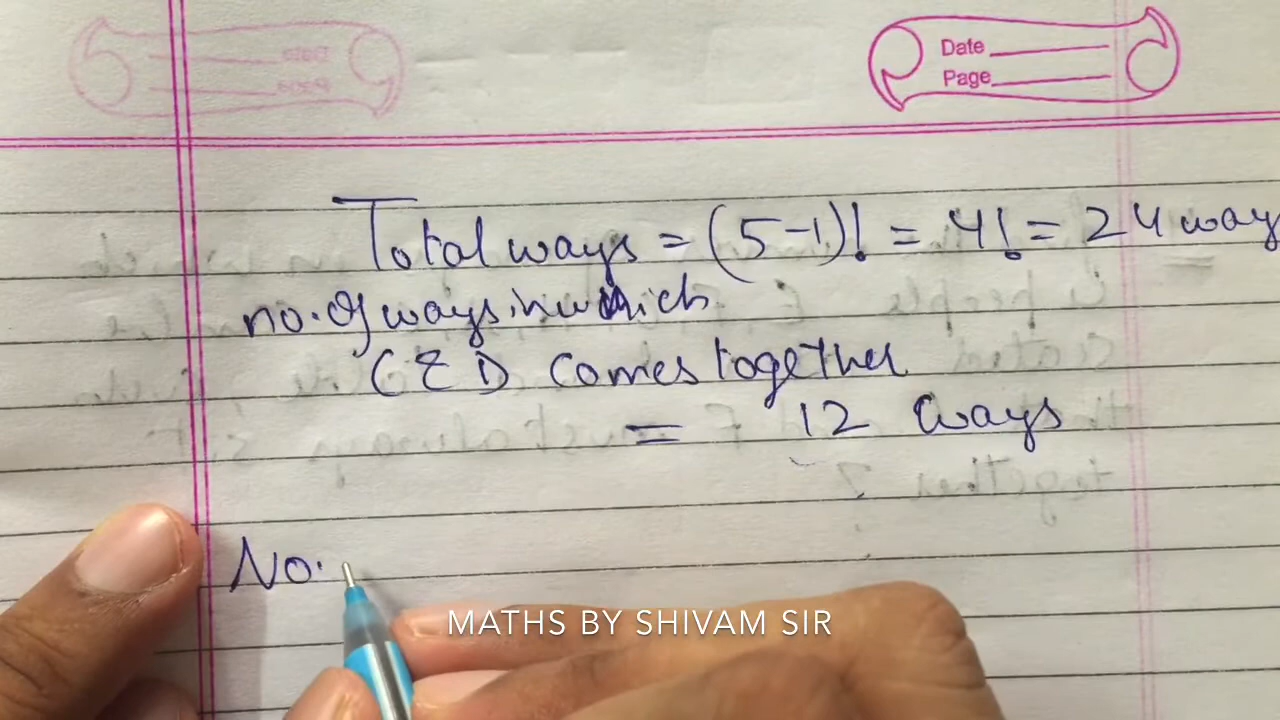 Date
Page
Total ways = (5-1)! = 4! = 24 way
no. of ways in which
C & D comes together
= 12 ways
No.
MATHS BY SHIVAM SIR